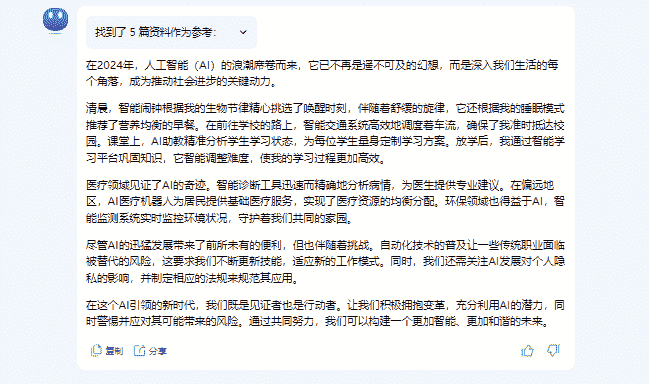 找到了 5 篇资料作为参考：
在2024年，人工智能（AI）的浪潮席卷而来，它已不再是遥不可及的幻想，而是深入我们生活的每
个角落，成为推动社会进步的关键动力。
清晨，智能闹钟根据我的生物节律精心挑选了唤醒时刻，伴随着舒缓的旋律，它还根据我的睡眠模式
推荐了营养均衡的早餐。在前往学校的路上，智能交通系统高效地调度着车流，确保了我准时抵达校
园。课堂上，AI助教精准分析学生学习状态，为每位学生量身定制学习方案。放学后，我通过智能学
习平台巩固知识，它智能调整难度，使我的学习过程更加高效。
医疗领域见证了AI的奇迹。智能诊断工具迅速而精确地分析病情，为医生提供专业建议。在偏远地
区，AI医疗机器人为居民提供基础医疗服务，实现了医疗资源的均衡分配。环保领域也得益于AI，智
能监测系统实时监控环境状况，守护着我们共同的家园。
尽管AI的迅猛发展带来了前所未有的便利，但也伴随着挑战。自动化技术的普及让一些传统职业面临
被替代的风险，这要求我们不断更新技能，适应新的工作模式。同时，我们还需关注AI发展对个人隐
私的影响，并制定相应的法规来规范其应用。
在这个AI引领的新时代，我们既是见证者也是行动者。让我们积极拥抱变革，充分利用AI的潜力，同
时警惕并应对其可能带来的风险。通过共同努力，我们可以构建一个更加智能、更加和谐的未来。
复制 分享